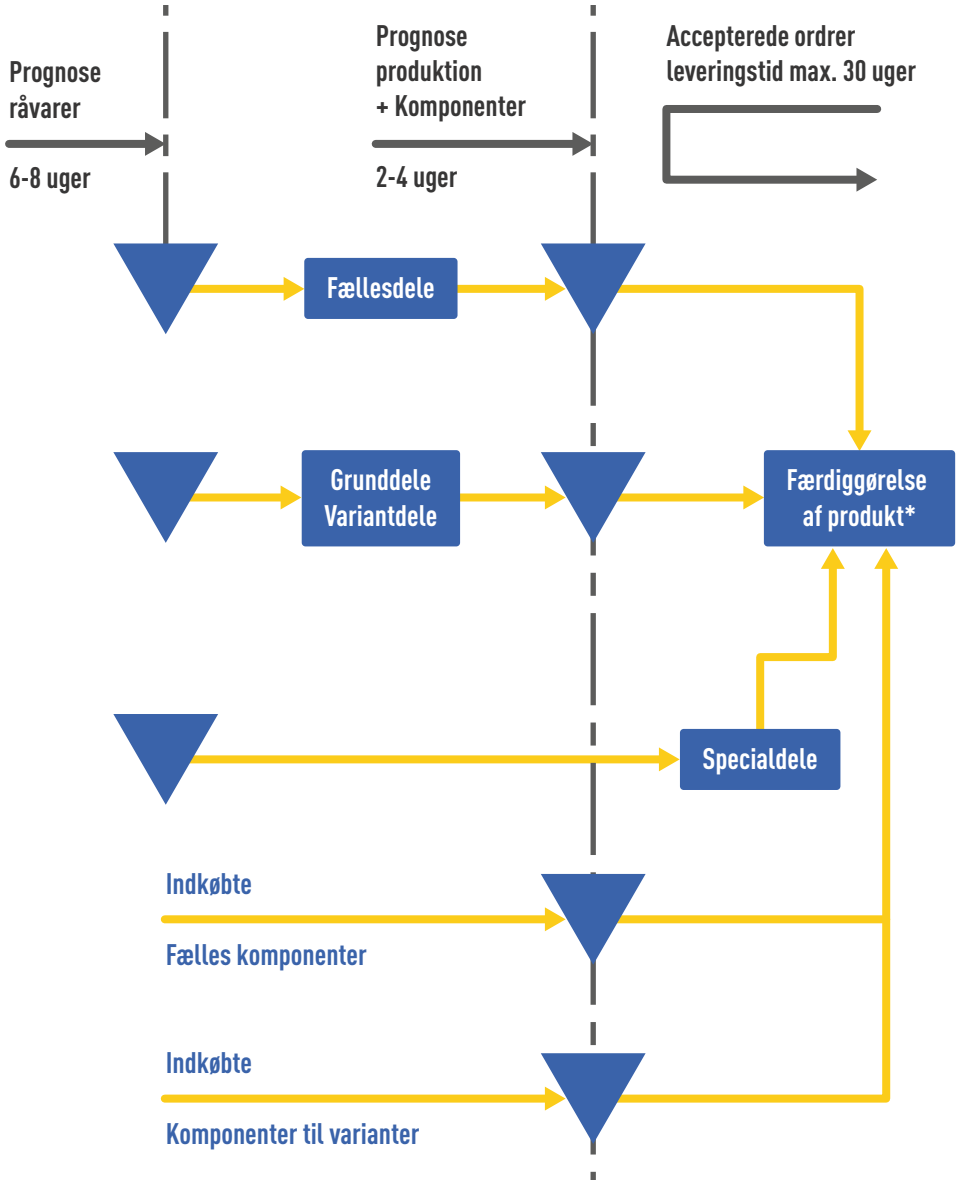 Prognose
råvarer
6-8 uger
Prognose
produktion
+ Komponenter
2-4 uger
Accepterede ordrer
leveringstid max. 30 uger
Fællesdele
Grunddele
Variantdele
Færdiggørelse
af produkt*
Specialdele
Indkøbte
Fælles komponenter
Indkøbte
Komponenter til varianter